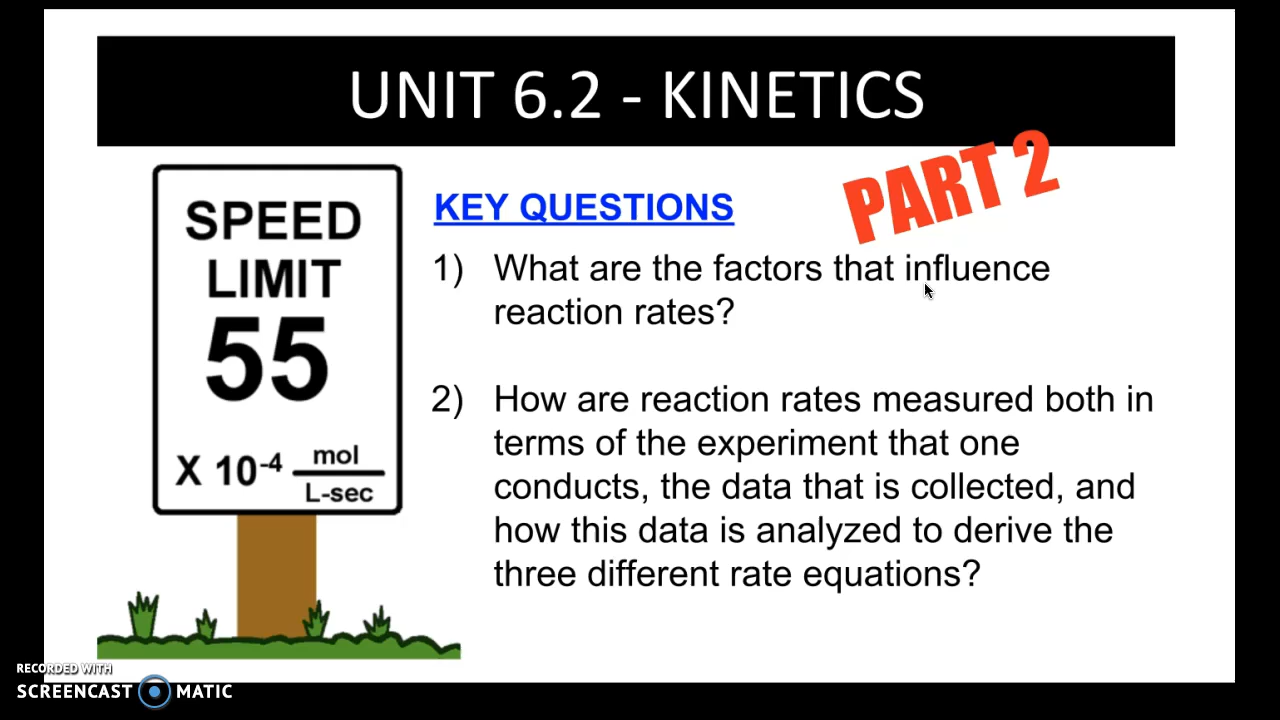 UNIT 6.2 - KINETICS
PART 2
SPEED
LIMIT
55
X 10-4 mol
L-sec
KEY QUESTIONS
1) What are the factors that influence
reaction rates?
2) How are reaction rates measured both in
terms of the experiment that one
conducts, the data that is collected, and
how this data is analyzed to derive the
three different rate equations?
RECORDED WITH
SCREENCAST MATIC